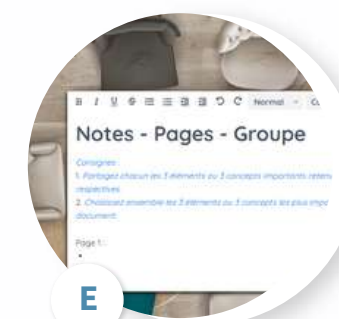 B I U S Normal
Notes - Pages - Groupe
Consignes :
1. Partagez chacun les 3 éléments ou 3 concepts importants retenu
respectives.
2. Choisissez ensemble les 3 éléments ou 3 concepts les plus impo
document.
Page 1 :
E